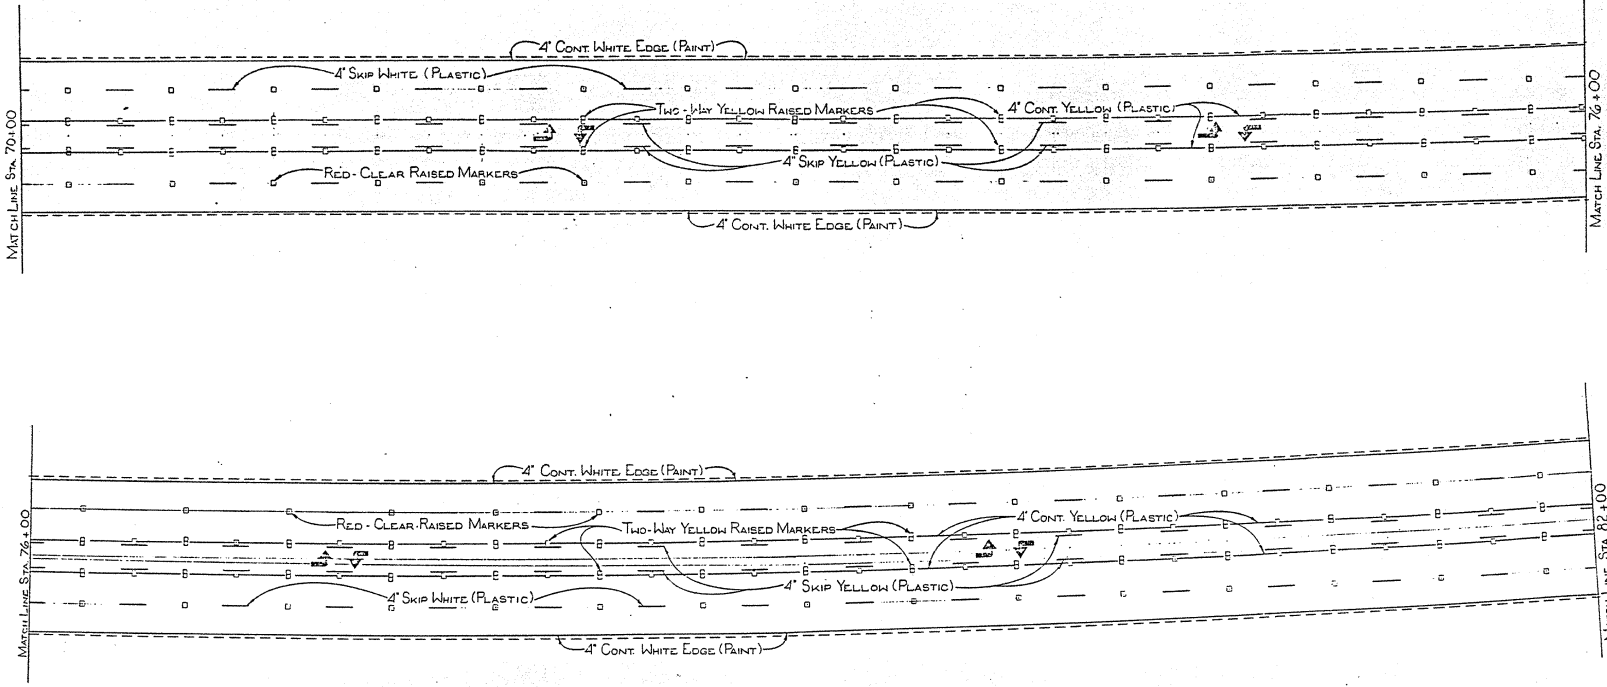 4" CONT. WHITE EDGE (PAINT)
4" SKIP WHITE (PLASTIC)
TWO-WAY YELLOW RAISED MARKERS
4" CONT. YELLOW (PLASTIC)
4" SKIP YELLOW (PLASTIC)
RED-CLEAR RAISED MARKERS
4" CONT. WHITE EDGE (PAINT)
MATCH LINE STA. 70+00
MATCH LINE STA. 76+00
4" CONT. WHITE EDGE (PAINT)
RED-CLEAR RAISED MARKERS
TWO-WAY YELLOW RAISED MARKERS
4" CONT. YELLOW (PLASTIC)
4" SKIP YELLOW (PLASTIC)
4" SKIP WHITE (PLASTIC)
4" CONT. WHITE EDGE (PAINT)
MATCH LINE STA. 76+00
LINE STA. 82+00